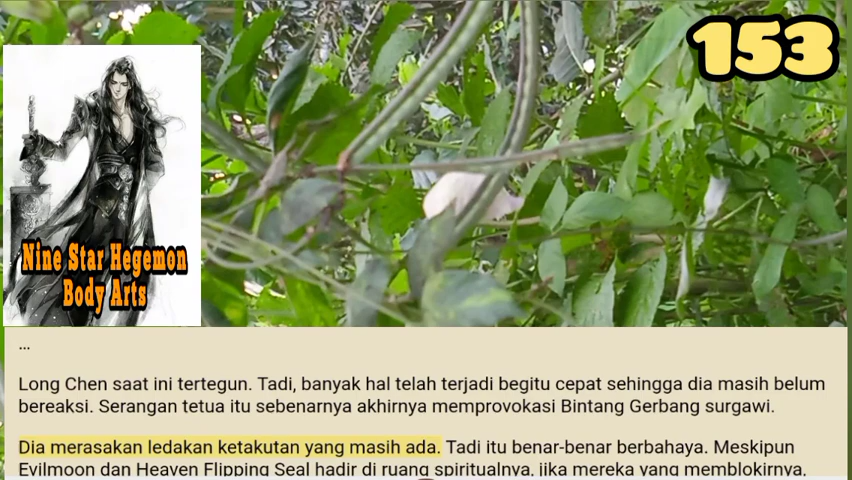 153
Nine Star Hegemon
Body Arts
...
Long Chen saat ini tertegun. Tadi, banyak hal telah terjadi begitu cepat sehingga dia masih belum
bereaksi. Serangan tetua itu sebenarnya akhirnya memprovokasi Bintang Gerbang surgawi.
Dia merasakan ledakan ketakutan yang masih ada. Tadi itu benar-benar berbahaya. Meskipun
Evilmoon dan Heaven Flipping Seal hadir di ruang spiritualnya, jika mereka yang memblokirnya,